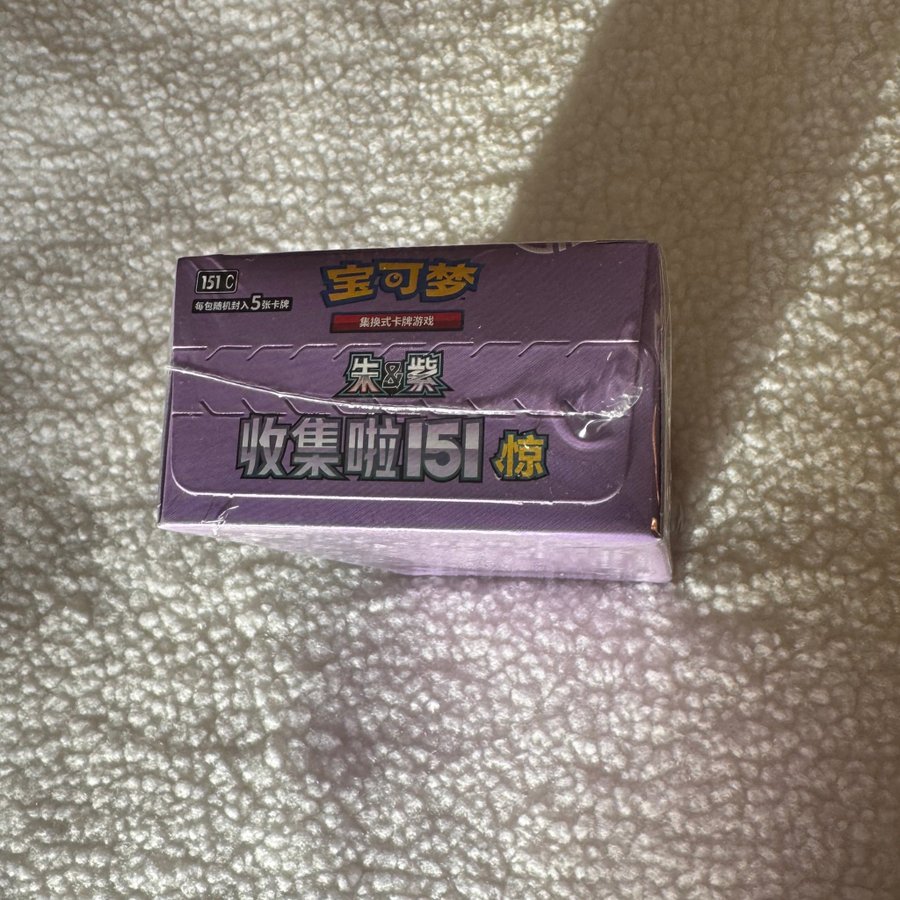 151 C
每包随机封入5张卡牌
宝可梦
集换式卡牌游戏
朱&紫
收集啦151 惊